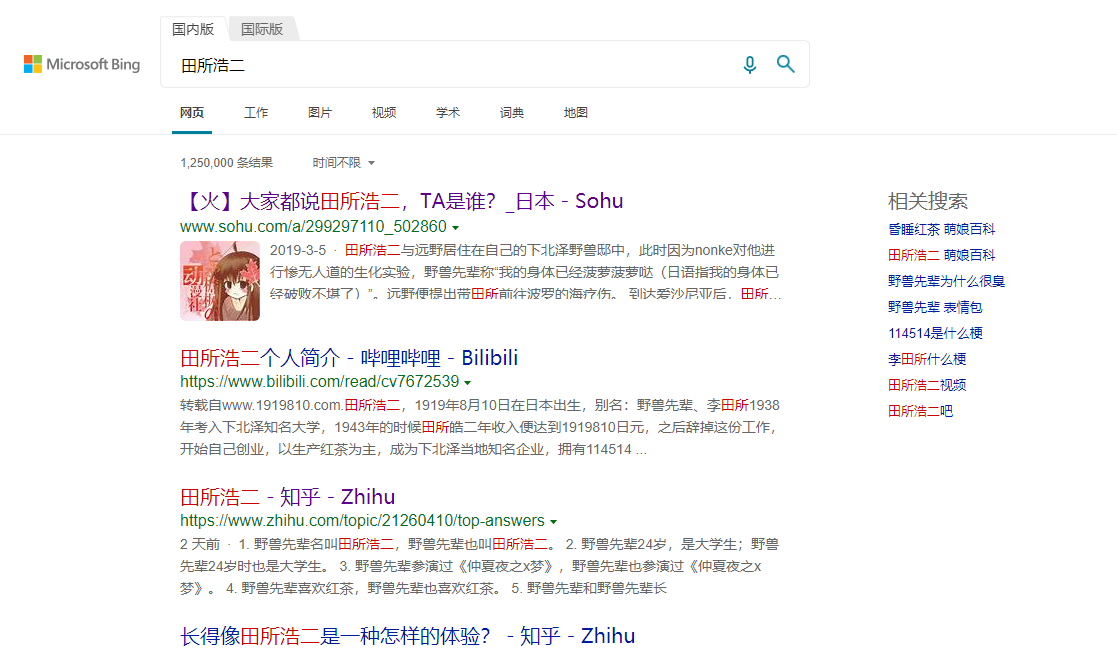 国内版 国际版
Microsoft Bing
田所浩二
网页 工作 图片 视频 学术 词典 地图
1,250,000 条结果 时间不限
【火】大家都说田所浩二，TA是谁？_日本 - Sohu
www.sohu.com/a/299297110_502860
2019-3-5 · 田所浩二与远野居住在自己的下北泽野兽邸中，此时因为nonke对他进
行惨无人道的生化实验，野兽先辈称“我的身体已经菠萝菠萝哒（日语指我的身体已
经破败不堪了）”。远野便提出带田所前往波罗的海疗伤。 到达爱沙尼亚后，田所...
动漫社
田所浩二个人简介 - 哔哩哔哩 - Bilibili
https://www.bilibili.com/read/cv7672539
转载自www.1919810.com.田所浩二，1919年8月10日在日本出生，别名：野兽先辈、李田所1938
年考入下北泽知名大学，1943年的时候田所皓二年收入便达到1919810日元，之后辞掉这份工作，
开始自己创业，以生产红茶为主，成为下北泽当地知名企业，拥有114514 ...
田所浩二 - 知乎 - Zhihu
https://www.zhihu.com/topic/21260410/top-answers
2 天前 · 1. 野兽先辈名叫田所浩二，野兽先辈也叫田所浩二。 2. 野兽先辈24岁，是大学生；野兽
先辈24岁时也是大学生。 3. 野兽先辈参演过《仲夏夜之x梦》，野兽先辈也参演过《仲夏夜之x
梦》。 4. 野兽先辈喜欢红茶，野兽先辈也喜欢红茶。 5. 野兽先辈和野兽先辈长
长得像田所浩二是一种怎样的体验？ - 知乎 - Zhihu
相关搜索
昏睡红茶 萌娘百科
田所浩二 萌娘百科
野兽先辈为什么很臭
野兽先辈 表情包
114514是什么梗
李田所什么梗
田所浩二视频
田所浩二吧